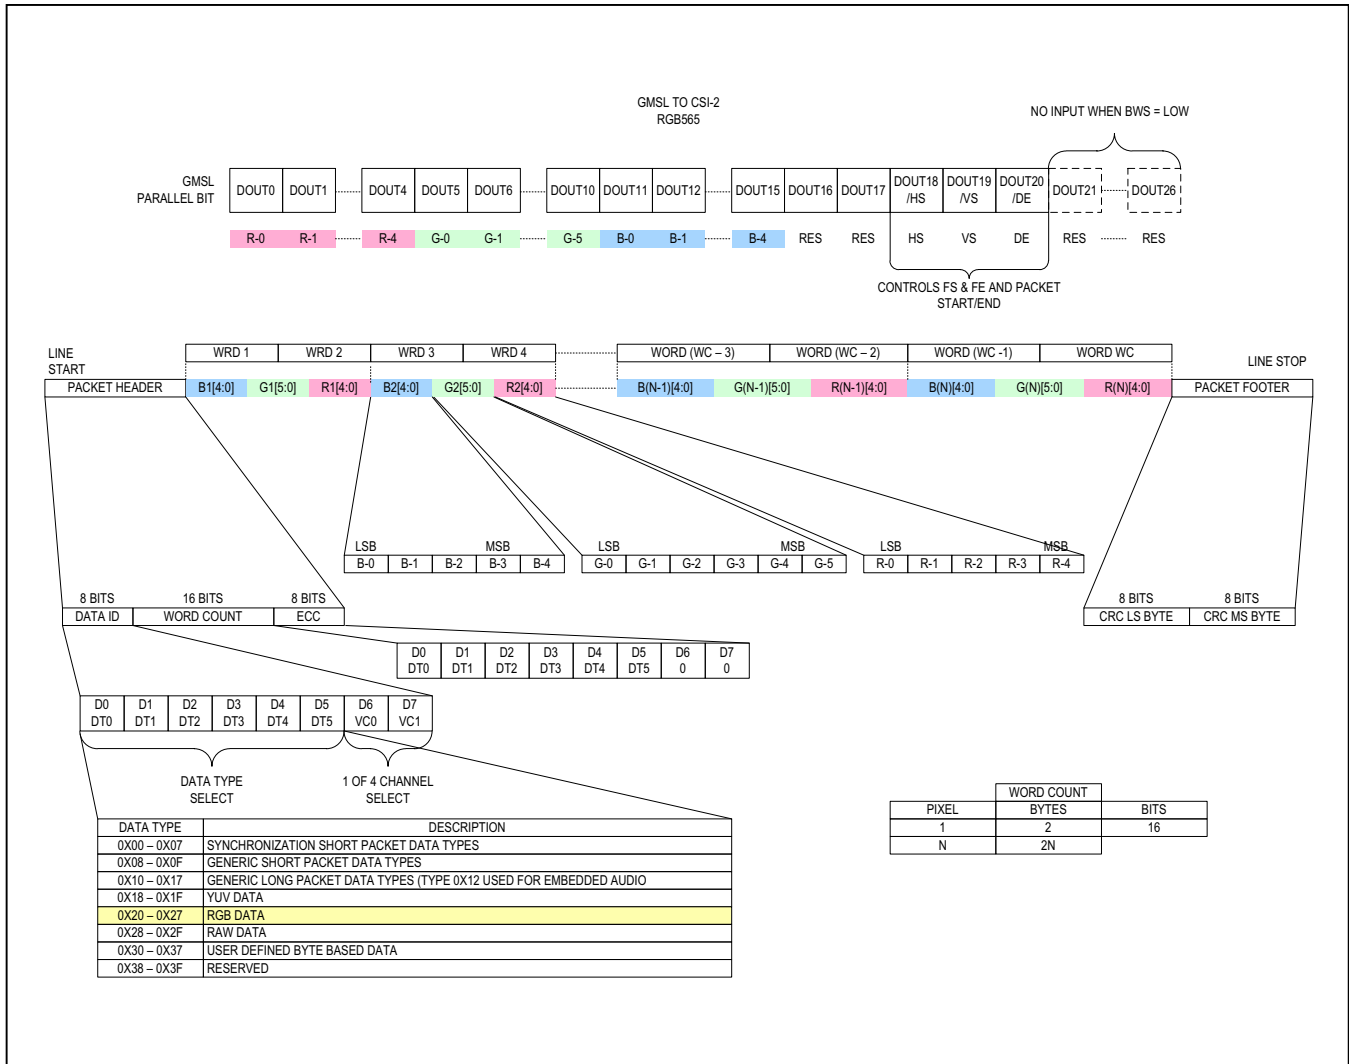 GMSL TO CSI-2
RGB565
NO INPUT WHEN BWS = LOW
GMSL
PARALLEL BIT
DOUT0 DOUT1 DOUT4 DOUT5 DOUT6 DOUT10 DOUT11 DOUT12 DOUT15 DOUT16 DOUT17 DOUT18 /HS DOUT19 /VS DOUT20 /DE DOUT21 DOUT26
R-0 R-1 R-4 G-0 G-1 G-5 B-0 B-1 B-4 RES RES HS VS DE RES RES
CONTROLS FS & FE AND PACKET
START/END
LINE
START
WRD 1 WRD 2 WRD 3 WRD 4 WORD (WC – 3) WORD (WC – 2) WORD (WC -1) WORD WC
LINE STOP
PACKET HEADER B1[4:0] G1[5:0] R1[4:0] B2[4:0] G2[5:0] R2[4:0] B(N-1)[4:0] G(N-1)[5:0] R(N-1)[4:0] B(N)[4:0] G(N)[5:0] R(N)[4:0] PACKET FOOTER
LSB MSB LSB MSB LSB MSB
B-0 B-1 B-2 B-3 B-4 G-0 G-1 G-2 G-3 G-4 G-5 R-0 R-1 R-2 R-3 R-4
8 BITS 16 BITS 8 BITS 8 BITS 8 BITS
DATA ID WORD COUNT ECC CRC LS BYTE CRC MS BYTE
D0 D1 D2 D3 D4 D5 D6 D7
DT0 DT1 DT2 DT3 DT4 DT5 0 0
D0 D1 D2 D3 D4 D5 D6 D7
DT0 DT1 DT2 DT3 DT4 DT5 VC0 VC1
DATA TYPE
SELECT
1 OF 4 CHANNEL
SELECT
WORD COUNT
PIXEL BYTES BITS
1 2 16
N 2N
DATA TYPE DESCRIPTION
0X00 – 0X07 SYNCHRONIZATION SHORT PACKET DATA TYPES
0X08 – 0X0F GENERIC SHORT PACKET DATA TYPES
0X10 – 0X17 GENERIC LONG PACKET DATA TYPES (TYPE 0X12 USED FOR EMBEDDED AUDIO
0X18 – 0X1F YUV DATA
0X20 – 0X27 RGB DATA
0X28 – 0X2F RAW DATA
0X30 – 0X37 USER DEFINED BYTE BASED DATA
0X38 – 0X3F RESERVED